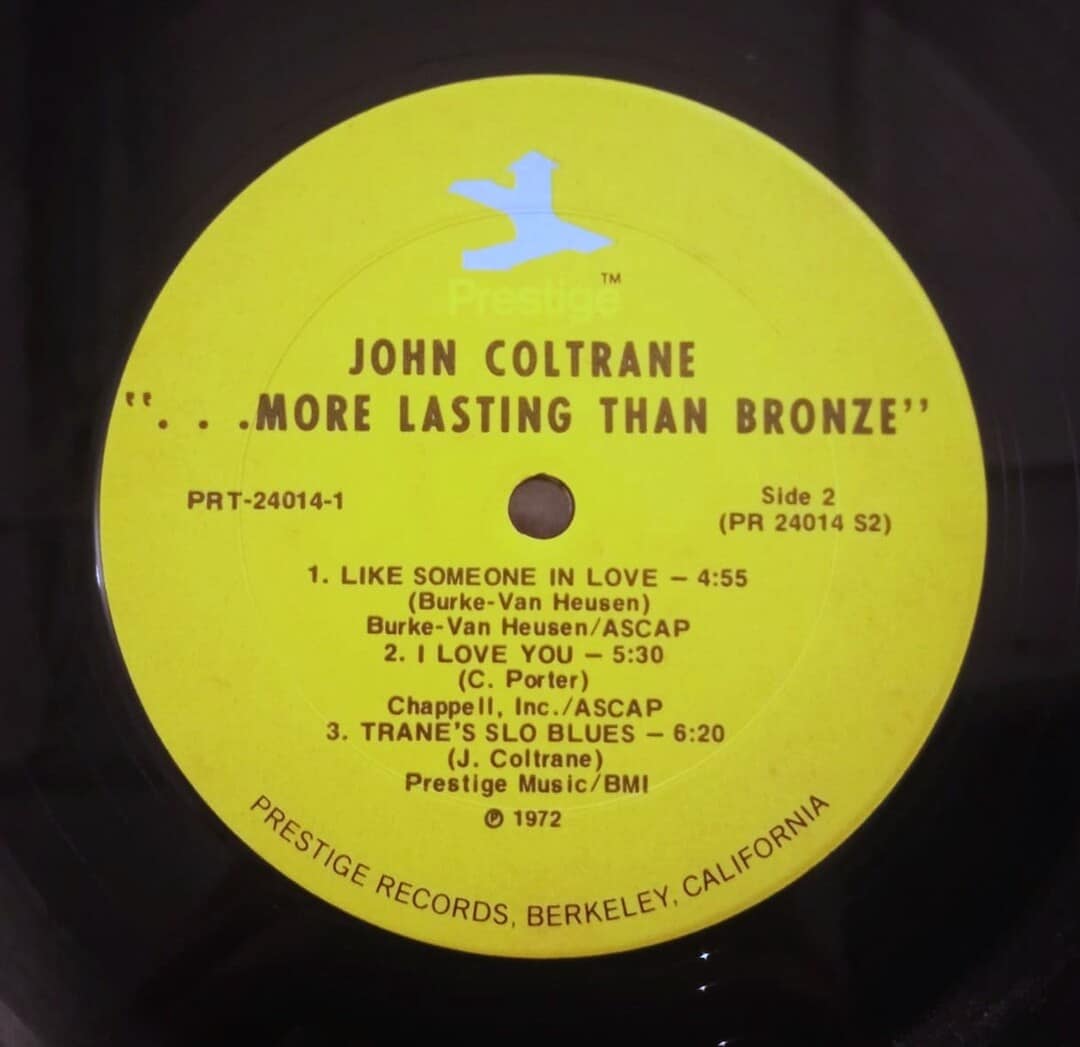 Prestige™
JOHN COLTRANE
". . .MORE LASTING THAN BRONZE"
PRT-24014-1
Side 2
(PR 24014 S2)
1. LIKE SOMEONE IN LOVE – 4:55
(Burke-Van Heusen)
Burke-Van Heusen/ASCAP
2. I LOVE YOU – 5:30
(C. Porter)
Chappell, Inc./ASCAP
3. TRANE'S SLO BLUES – 6:20
(J. Coltrane)
Prestige Music/BMI
℗ 1972
PRESTIGE RECORDS, BERKELEY, CALIFORNIA